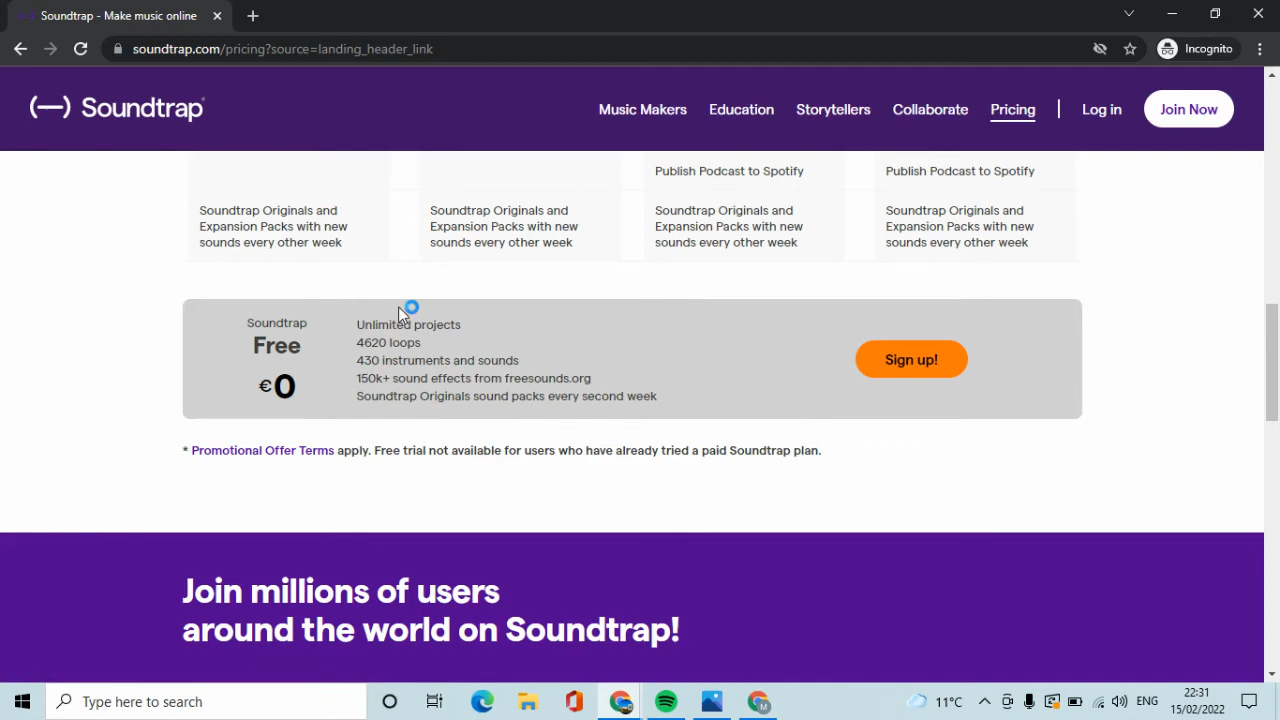 Soundtrap - Make music online
soundtrap.com/pricing?source=landing_header_link
Incognito
Soundtrap
Music Makers
Education
Storytellers
Collaborate
Pricing
Log in
Join Now
Publish Podcast to Spotify
Publish Podcast to Spotify
Soundtrap Originals and
Expansion Packs with new
sounds every other week
Soundtrap Originals and
Expansion Packs with new
sounds every other week
Soundtrap Originals and
Expansion Packs with new
sounds every other week
Soundtrap Originals and
Expansion Packs with new
sounds every other week
Soundtrap
Free
€0
Unlimited projects
4620 loops
430 instruments and sounds
150k+ sound effects from freesounds.org
Soundtrap Originals sound packs every second week
Sign up!
* Promotional Offer Terms apply. Free trial not available for users who have already tried a paid Soundtrap plan.
Join millions of users
around the world on Soundtrap!
Type here to search
M
11°C
ENG
22:31
15/02/2022